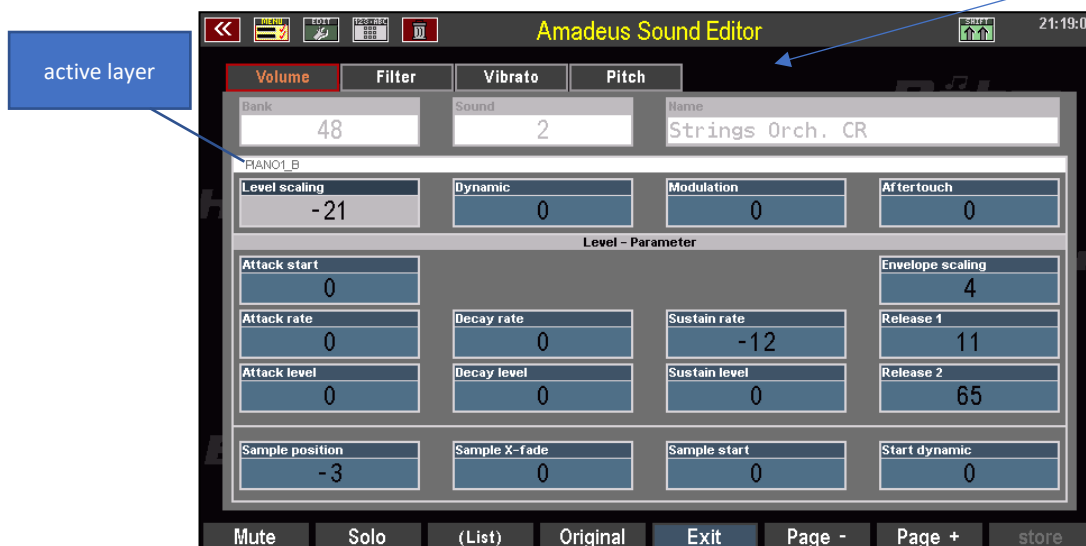 MENU EDIT 123-ABC Amadeus Sound Editor SHIFT 21:19:0
active layer
Volume Filter Vibrato Pitch
Bank Sound Name
48 2 Strings Orch. CR
PIANO1_B
Level scaling Dynamic Modulation Aftertouch
-21 0 0 0
Level - Parameter
Attack start Envelope scaling
0 4
Attack rate Decay rate Sustain rate Release 1
0 0 -12 11
Attack level Decay level Sustain level Release 2
0 0 0 65
Sample position Sample X-fade Sample start Start dynamic
-3 0 0 0
Mute Solo (List) Original Exit Page - Page + store